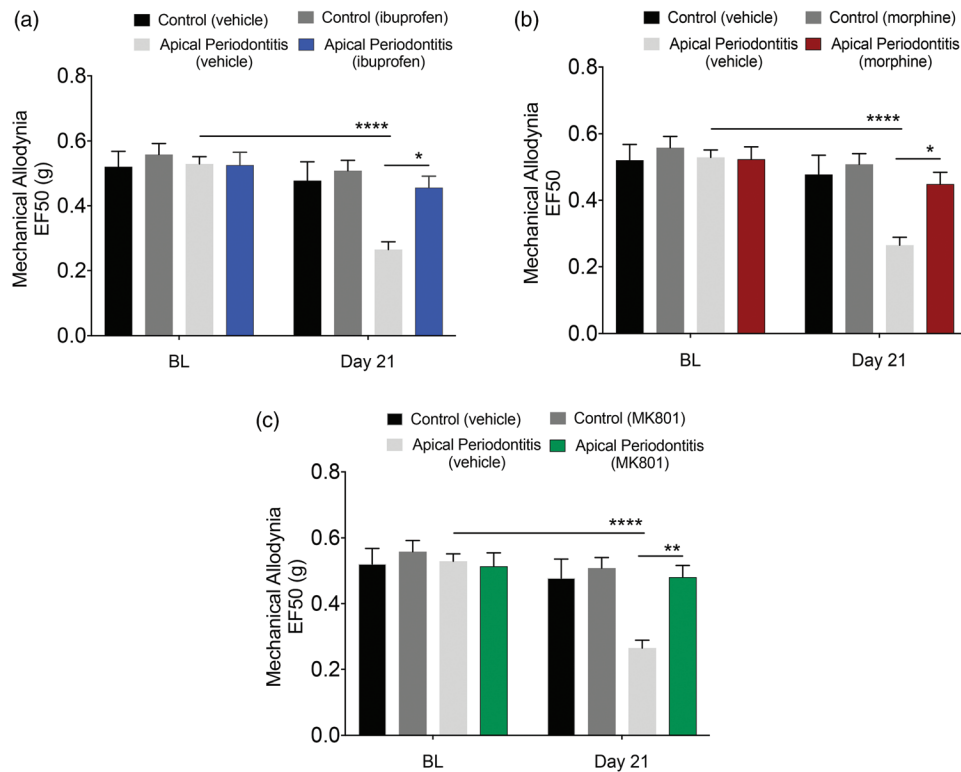 (a)
Control (vehicle) Control (ibuprofen)
Apical Periodontitis Apical Periodontitis
(vehicle) (ibuprofen)
Mechanical Allodynia
EF50 (g)
0.8
0.6
0.4
0.2
0.0
****
*
BL Day 21
(b)
Control (vehicle) Control (morphine)
Apical Periodontitis Apical Periodontitis
(vehicle) (morphine)
Mechanical Allodynia
EF50
0.8
0.6
0.4
0.2
0.0
****
*
BL Day 21
(c)
Control (vehicle) Control (MK801)
Apical Periodontitis Apical Periodontitis
(vehicle) (MK801)
Mechanical Allodynia
EF50 (g)
0.8
0.6
0.4
0.2
0.0
****
**
BL Day 21